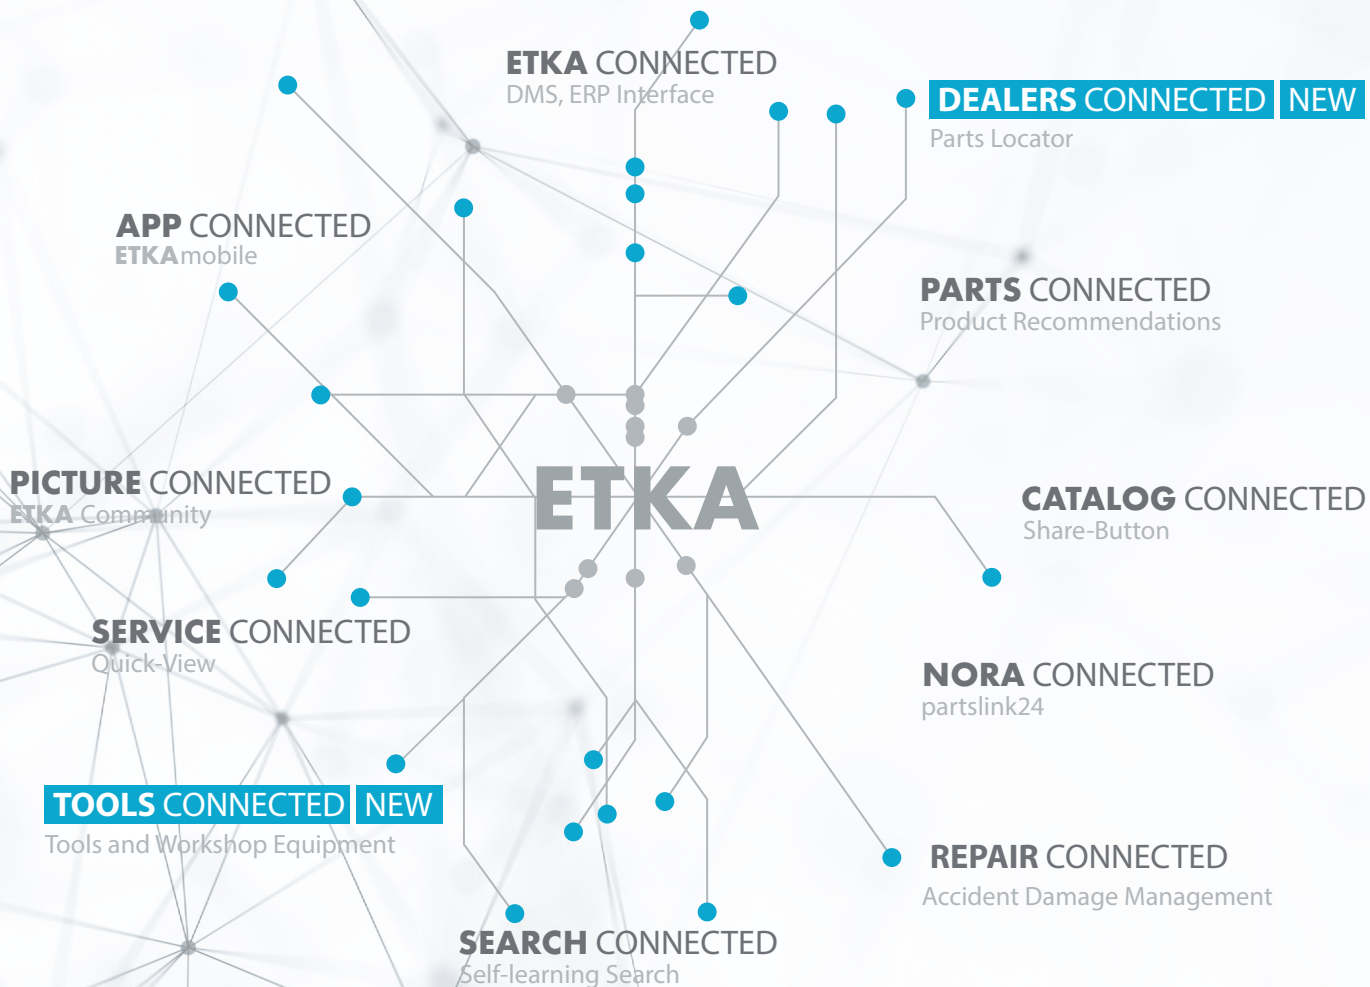 ETKA CONNECTED
DMS, ERP Interface
DEALERS CONNECTED NEW
Parts Locator
APP CONNECTED
ETKAmobile
PARTS CONNECTED
Product Recommendations
PICTURE CONNECTED
ETKA Community
ETKA
CATALOG CONNECTED
Share-Button
SERVICE CONNECTED
Quick-View
NORA CONNECTED
partslink24
TOOLS CONNECTED NEW
Tools and Workshop Equipment
REPAIR CONNECTED
Accident Damage Management
SEARCH CONNECTED
Self-learning Search